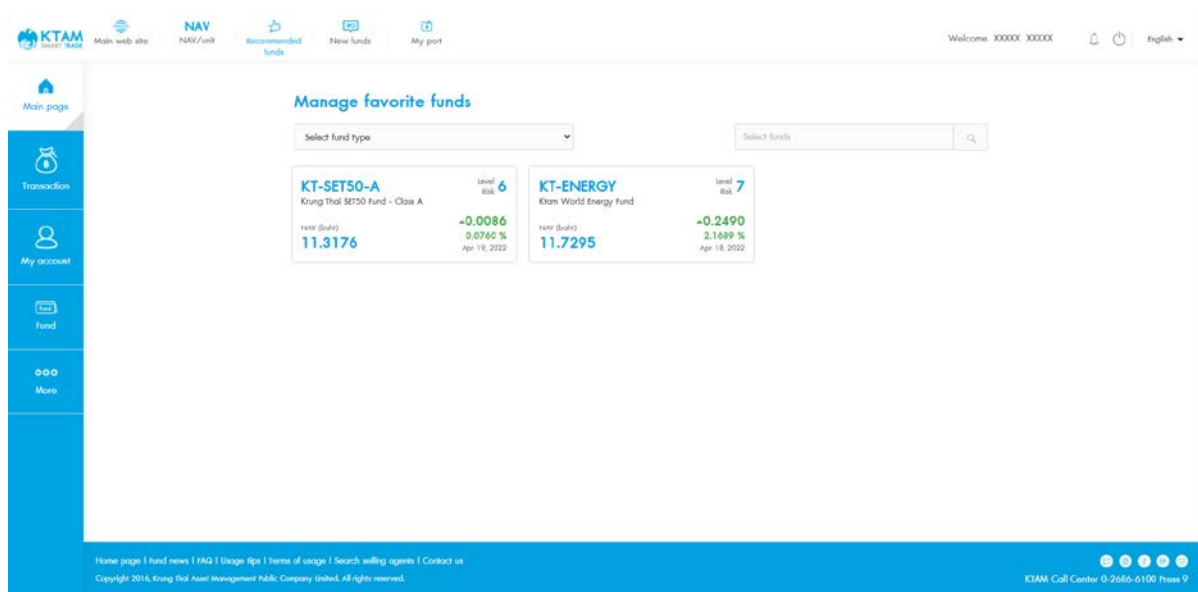 KTAM
SMART TRADE
Main web site
NAV
NAV/unit
Recommended
funds
New funds
My port
Welcome XXXXX XXXXX
English
Main page
Transaction
My account
Fund
More
Manage favorite funds
Select fund type
Select funds
KT-SET50-A
Level
Risk 6
Krung Thai SET50 Fund - Class A
NAV (baht)
11.3176
0.0086
0.0760 %
Apr 19, 2022
KT-ENERGY
Level
Risk 7
Ktam World Energy Fund
NAV (baht)
11.7295
0.2490
2.1689 %
Apr 18, 2022
Home page | Fund news | FAQ | Usage tips | Terms of usage | Search selling agents | Contact us
Copyright 2016, Krung Thai Asset Management Public Company Limited. All rights reserved.
KTAM Call Center 0-2686-6100 Press 9